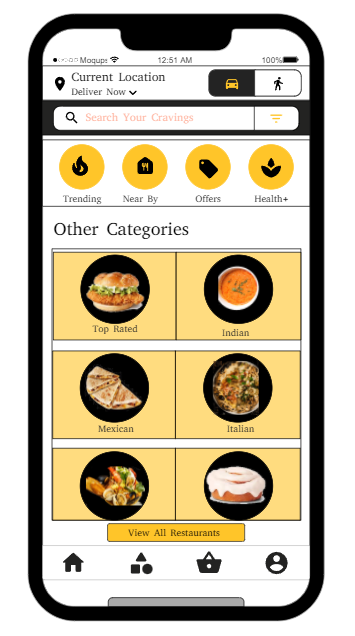 Moqups 12:51 AM 100%
Current Location
Deliver Now
Search Your Cravings
Trending Near By Offers Health+
Other Categories
Top Rated Indian
Mexican Italian
View All Restaurants